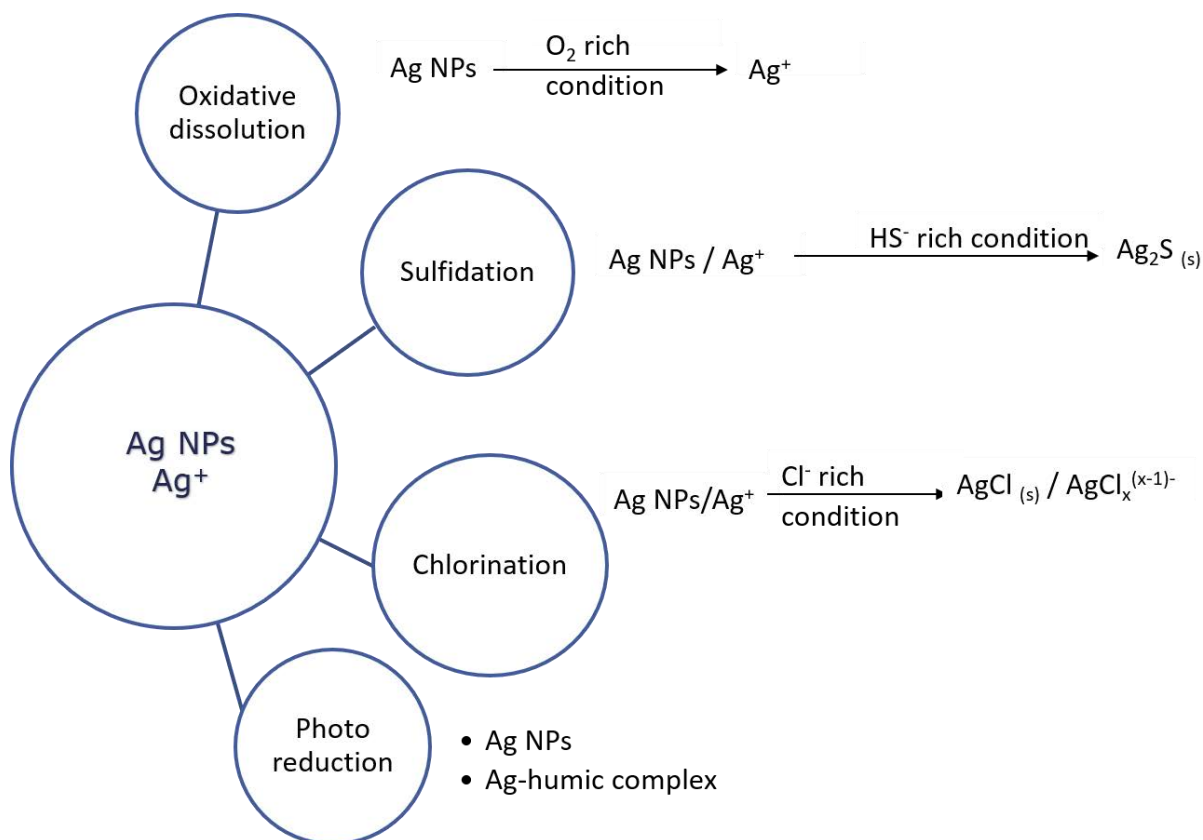 Ag NPs
O₂ rich
condition
Ag⁺
Oxidative
dissolution
Sulfidation
Ag NPs / Ag⁺
HS⁻ rich condition
Ag₂S (s)
Ag NPs
Ag⁺
Chlorination
Ag NPs/Ag⁺
Cl⁻ rich
condition
AgCl (s) / AgClₓ⁽ˣ⁻¹⁾⁻
Photo
reduction
• Ag NPs
• Ag-humic complex